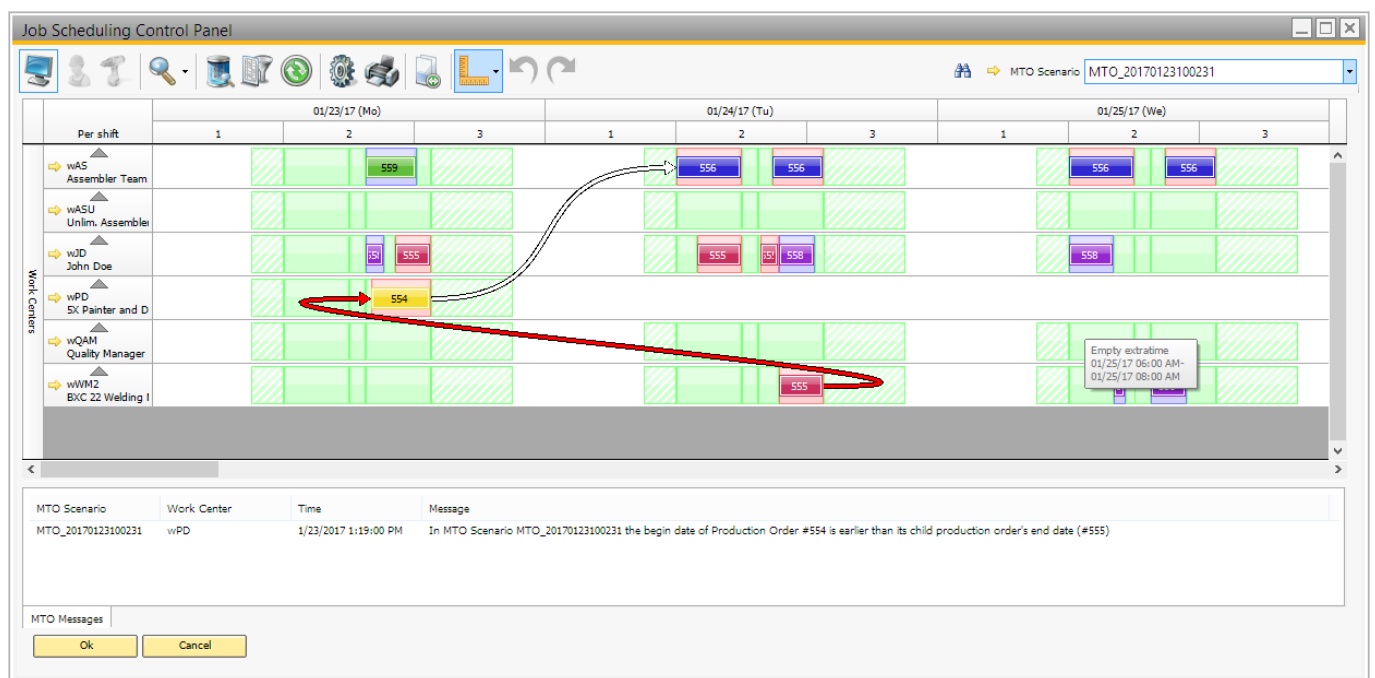 Job Scheduling Control Panel
MTO Scenario MTO_20170123100231
01/23/17 (Mo) 01/24/17 (Tu) 01/25/17 (We)
Per shift 1 2 3 1 2 3 1 2 3
Work Centers
wAS
Assembler Team
559 556 556 556 556
wASU
Unlim. Assembler
wJD
John Doe
555 555 558 558
wPD
5X Painter and D
554
wQAM
Quality Manager
Empty extratime
01/25/17 06:00 AM-
01/25/17 08:00 AM
wWM2
BXC 22 Welding
555
MTO Scenario Work Center Time Message
MTO_20170123100231 wPD 1/23/2017 1:19:00 PM In MTO Scenario MTO_20170123100231 the begin date of Production Order #554 is earlier than its child production order's end date (#555)
MTO Messages
Ok Cancel